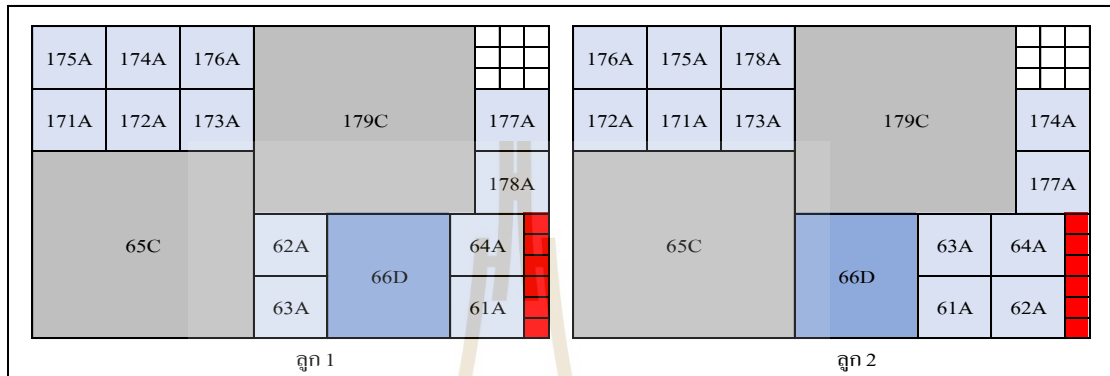 175A 174A 176A 176A 175A 178A
171A 172A 173A 179C 177A 172A 171A 173A 179C 174A
178A 177A
65C 62A 66D 64A 65C 66D 63A 64A
63A 61A 61A 62A
ลูก 1 ลูก 2